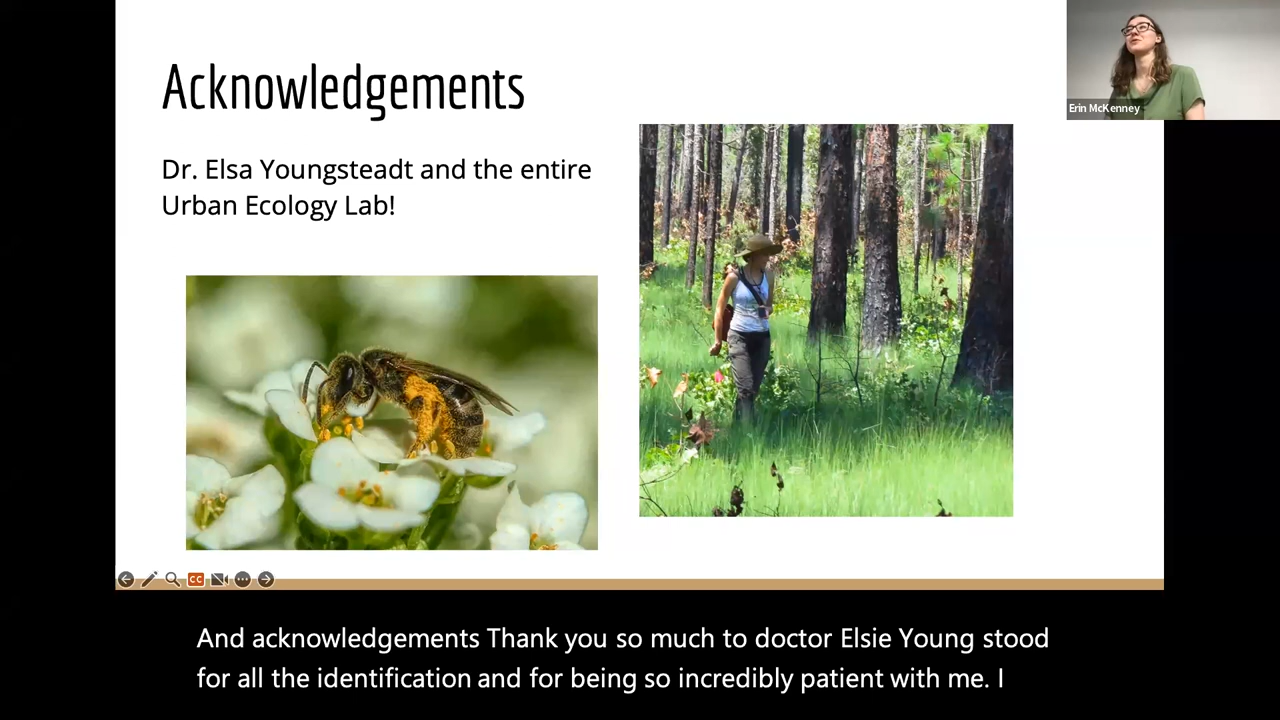 Acknowledgements
Erin McKenney
Dr. Elsa Youngsteadt and the entire
Urban Ecology Lab!
CC
And acknowledgements Thank you so much to doctor Elsie Young stood
for all the identification and for being so incredibly patient with me. I